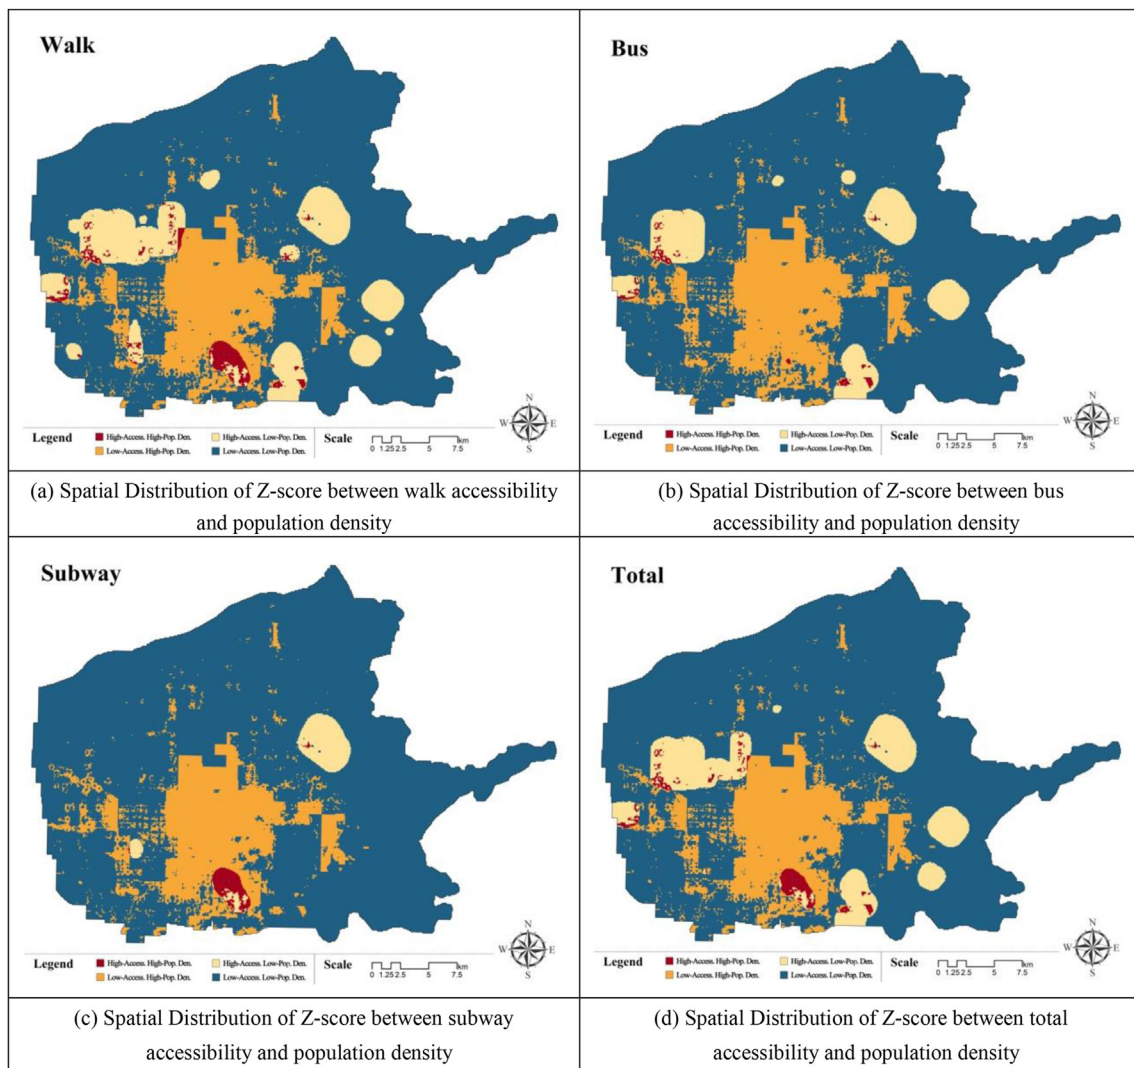 Walk
N
W E
S
Legend
High-Access. High-Pop. Den.
High-Access. Low-Pop. Den.
Low-Access. High-Pop. Den.
Low-Access. Low-Pop. Den.
Scale
km
0 1.25 2.5 5 7.5
Bus
N
W E
S
Legend
High-Access. High-Pop. Den.
High-Access. Low-Pop. Den.
Low-Access. High-Pop. Den.
Low-Access. Low-Pop. Den.
Scale
km
0 1.25 2.5 5 7.5
(a) Spatial Distribution of Z-score between walk accessibility
and population density
(b) Spatial Distribution of Z-score between bus
accessibility and population density
Subway
N
W E
S
Legend
High-Access. High-Pop. Den.
High-Access. Low-Pop. Den.
Low-Access. High-Pop. Den.
Low-Access. Low-Pop. Den.
Scale
km
0 1.25 2.5 5 7.5
Total
N
W E
S
Legend
High-Access. High-Pop. Den.
High-Access. Low-Pop. Den.
Low-Access. High-Pop. Den.
Low-Access. Low-Pop. Den.
Scale
km
0 1.25 2.5 5 7.5
(c) Spatial Distribution of Z-score between subway
accessibility and population density
(d) Spatial Distribution of Z-score between total
accessibility and population density